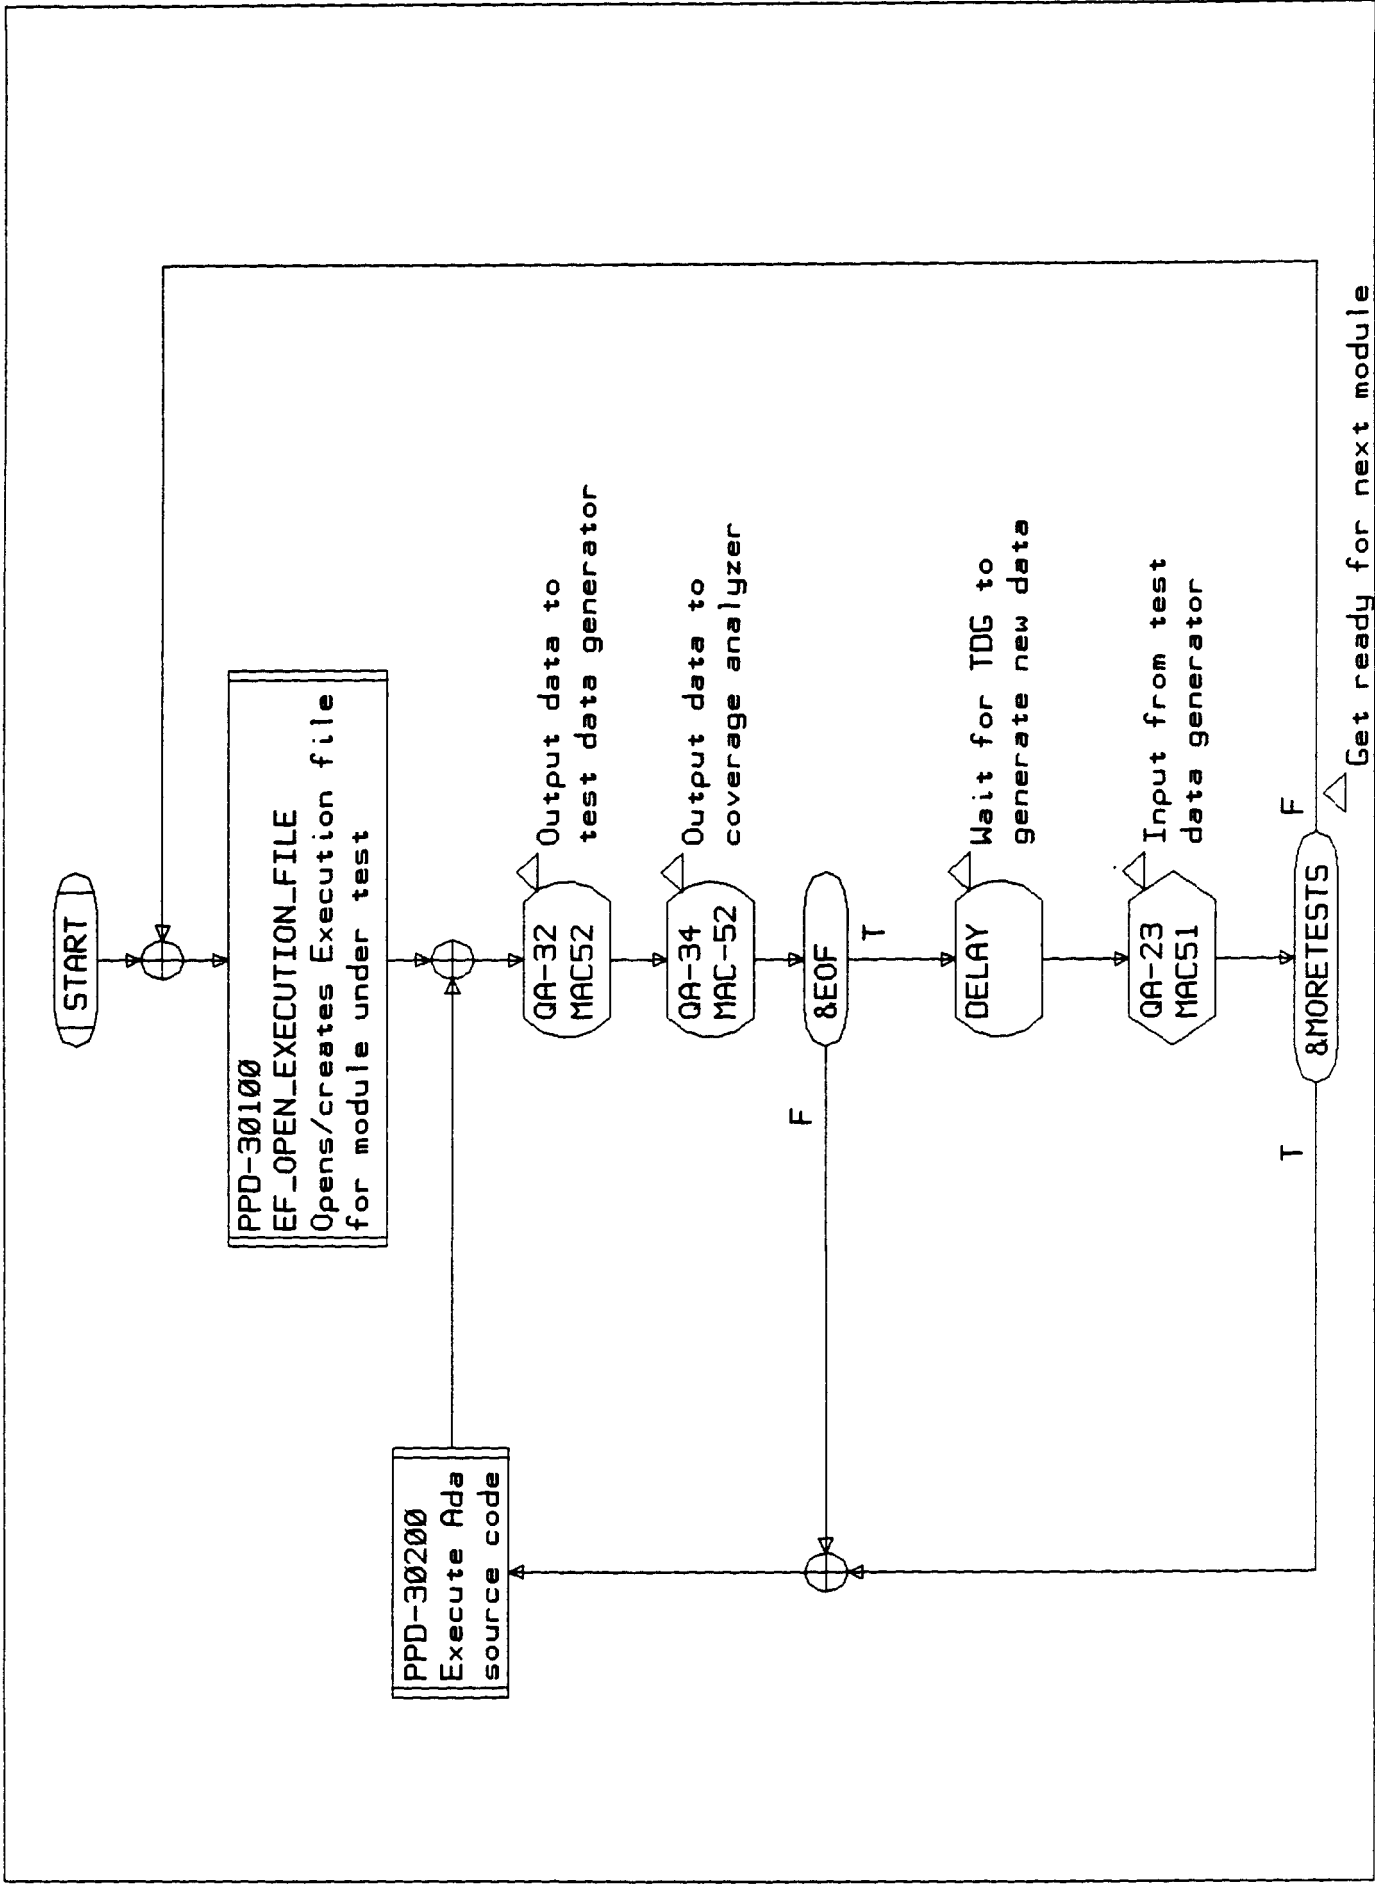 START
PPD-30100
EF_OPEN_EXECUTION_FILE
Opens/creates Execution file
for module under test
PPD-30200
Execute Ada
source code
QA-32
MAC52
Output data to
test data generator
QA-34
MAC-52
Output data to
coverage analyzer
&EOF
F
T
DELAY
Wait for TDG to
generate new data
QA-23
MAC51
Input from test
data generator
&MORETESTS
T
F
Get ready for next module